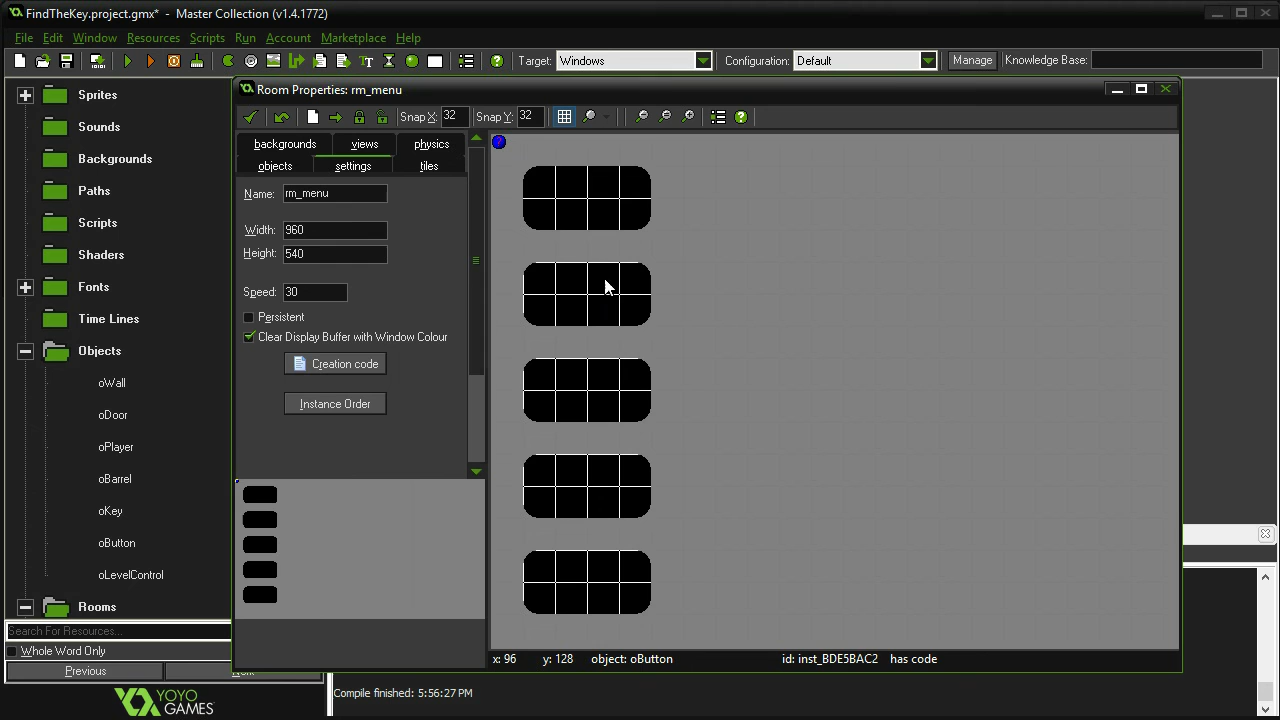 FindTheKey.project.gmx* - Master Collection (v1.4.1772)
File Edit Window Resources Scripts Run Account Marketplace Help
Target: Windows Configuration: Default Manage Knowledge Base:
Sprites
Sounds
Backgrounds
Paths
Scripts
Shaders
Fonts
Time Lines
Objects
oWall
oDoor
oPlayer
oBarrel
oKey
oButton
oLevelControl
Rooms
Search For Resources...
Whole Word Only
Previous
YOYO
GAMES
Room Properties: rm_menu
Snap X: 32 Snap Y: 32
backgrounds views physics
objects settings tiles
Name: rm_menu
Width: 960
Height: 540
Speed: 30
Persistent
Clear Display Buffer with Window Colour
Creation code
Instance Order
x: 96 y: 128 object: oButton id: inst_BDE5BAC2 has code
Compile finished: 5:56:27 PM